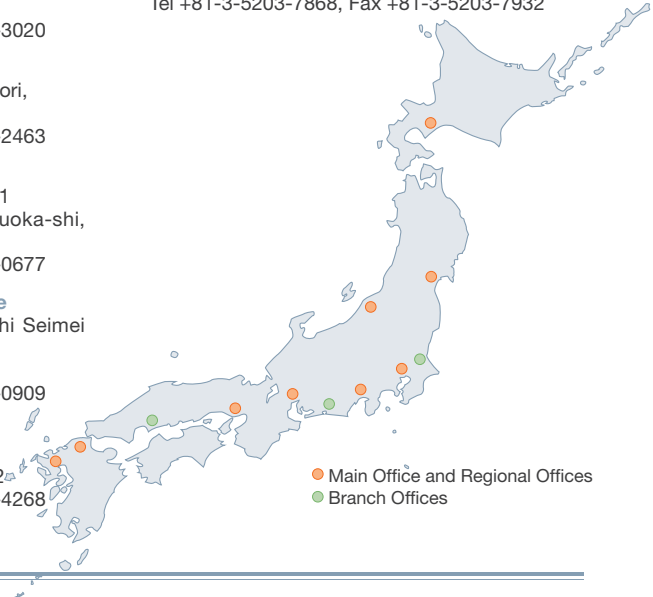 Tel +81-3-5203-7868, Fax +81-3-5203-7932
-3020
ori,
-2463
1
uoka-shi,
-0677
e
hi Seimei
-0909
2
-4268
Main Office and Regional Offices
Branch Offices